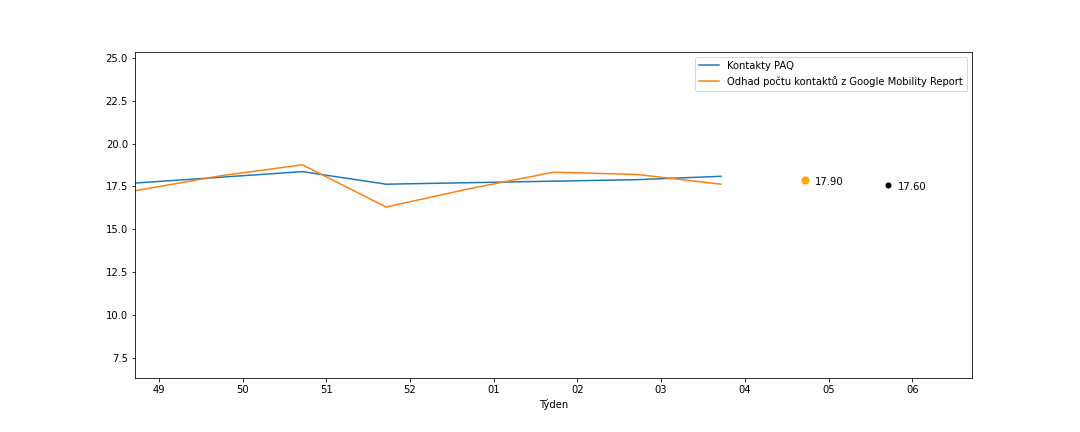 25.0
Kontakty PAQ
Odhad počtu kontaktů z Google Mobility Report
22.5
20.0
17.5
17.90
17.60
15.0
12.5
10.0
7.5
49 50 51 52 01 02 03 04 05 06
Týden